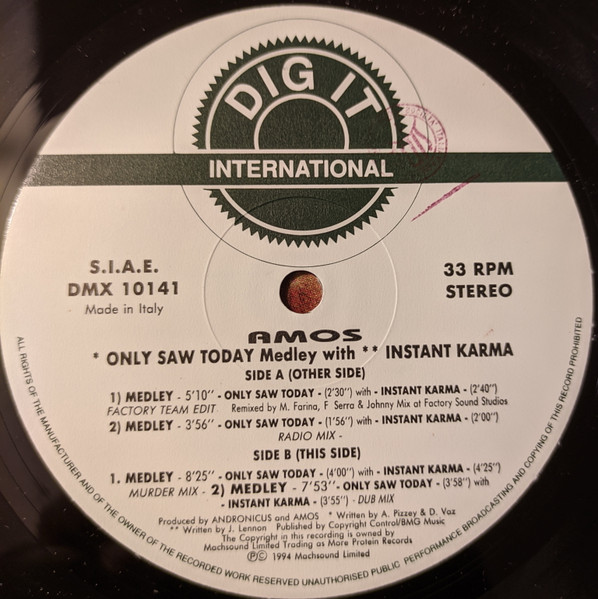 DIG IT
INTERNATIONAL
S.I.A.E.
DMX 10141
Made in Italy
33 RPM
STEREO
AMOS
* ONLY SAW TODAY Medley with ** INSTANT KARMA
SIDE A (OTHER SIDE)
1) MEDLEY - 5'10" - ONLY SAW TODAY - (2'30") with - INSTANT KARMA - (2'40")
FACTORY TEAM EDIT Remixed by M. Farina, F. Serra & Johnny Mix at Factory Sound Studios
2) MEDLEY - 3'56" - ONLY SAW TODAY - (1'56") with - INSTANT KARMA - (2'00")
RADIO MIX -
SIDE B (THIS SIDE)
1. MEDLEY - 8'25" - ONLY SAW TODAY - (4'00") with - INSTANT KARMA - (4'25")
MURDER MIX - 2) MEDLEY - 7'53"- ONLY SAW TODAY - (3'58") with
- INSTANT KARMA - (3'55") - DUB MIX
Produced by ANDRONICUS and AMOS * Written by A. Pizzey & D. Vaz
** Written by J. Lennon Published by Copyright Control/BMG Music
The Copyright in this recording is owned by
Machsound Limited Trading as More Protein Records
℗© 1994 Machsound Limited
ALL RIGHTS OF THE MANUFACTURER AND OF THE OWNER OF THE RECORDED WORK RESERVED UNAUTHORISED PUBLIC PERFORMANCE BROADCASTING AND COPYING OF THIS RECORD PROHIBITED